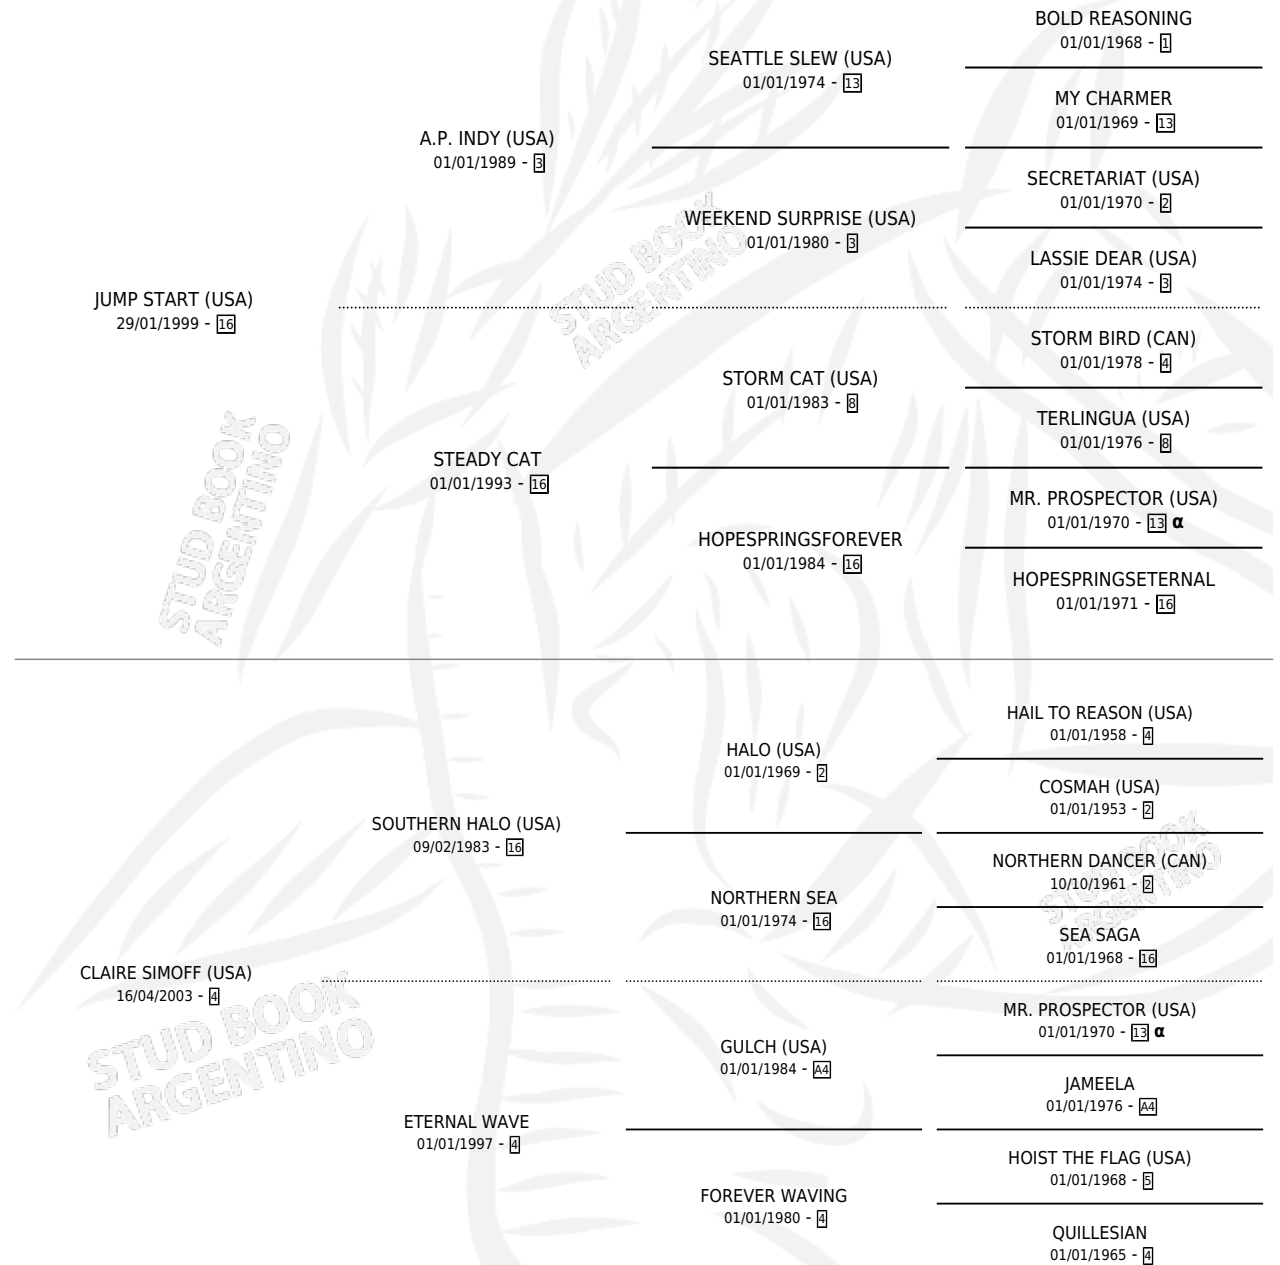 BOLD REASONING
01/01/1968 - 1
SEATTLE SLEW (USA)
01/01/1974 - 13
MY CHARMER
01/01/1969 - 13
A.P. INDY (USA)
01/01/1989 - 3
SECRETARIAT (USA)
01/01/1970 - 2
WEEKEND SURPRISE (USA)
01/01/1980 - 3
LASSIE DEAR (USA)
01/01/1974 - 3
JUMP START (USA)
29/01/1999 - 16
STORM BIRD (CAN)
01/01/1978 - 4
STORM CAT (USA)
01/01/1983 - 8
TERLINGUA (USA)
01/01/1976 - 8
STEADY CAT
01/01/1993 - 16
MR. PROSPECTOR (USA)
01/01/1970 - 13 α
HOPESPRINGSFOREVER
01/01/1984 - 16
HOPESPRINGSETERNAL
01/01/1971 - 16
HAIL TO REASON (USA)
01/01/1958 - 4
HALO (USA)
01/01/1969 - 2
COSMAH (USA)
01/01/1953 - 2
SOUTHERN HALO (USA)
09/02/1983 - 16
NORTHERN DANCER (CAN)
10/10/1961 - 2
NORTHERN SEA
01/01/1974 - 16
SEA SAGA
01/01/1968 - 16
CLAIRE SIMOFF (USA)
16/04/2003 - 4
MR. PROSPECTOR (USA)
01/01/1970 - 13 α
GULCH (USA)
01/01/1984 - A4
JAMEELA
01/01/1976 - A4
ETERNAL WAVE
01/01/1997 - 4
HOIST THE FLAG (USA)
01/01/1968 - 5
FOREVER WAVING
01/01/1980 - 4
QUILLESIAN
01/01/1965 - 4
STUD BOOK
ARGENTINO
STUD BOOK
ARGENTINO
STUD BOOK
ARGENTINO
STUD BOOK
ARGENTINO